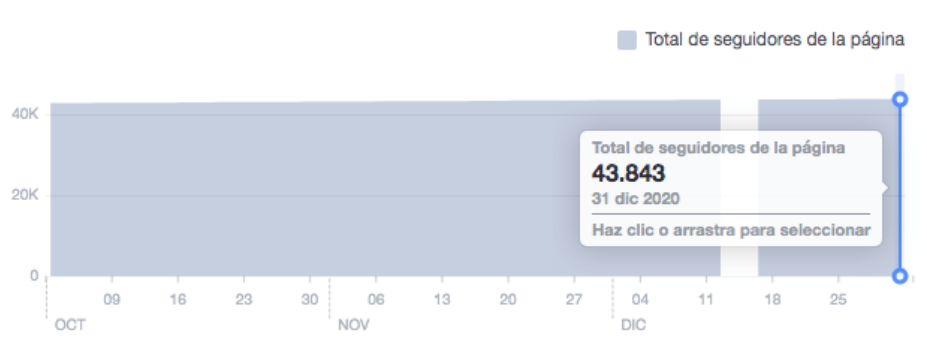 Total de seguidores de la página
40K
20K
0
Total de seguidores de la página
43.843
31 dic 2020
Haz clic o arrastra para seleccionar
09 16 23 30 06 13 20 27 04 11 18 25
OCT NOV DIC